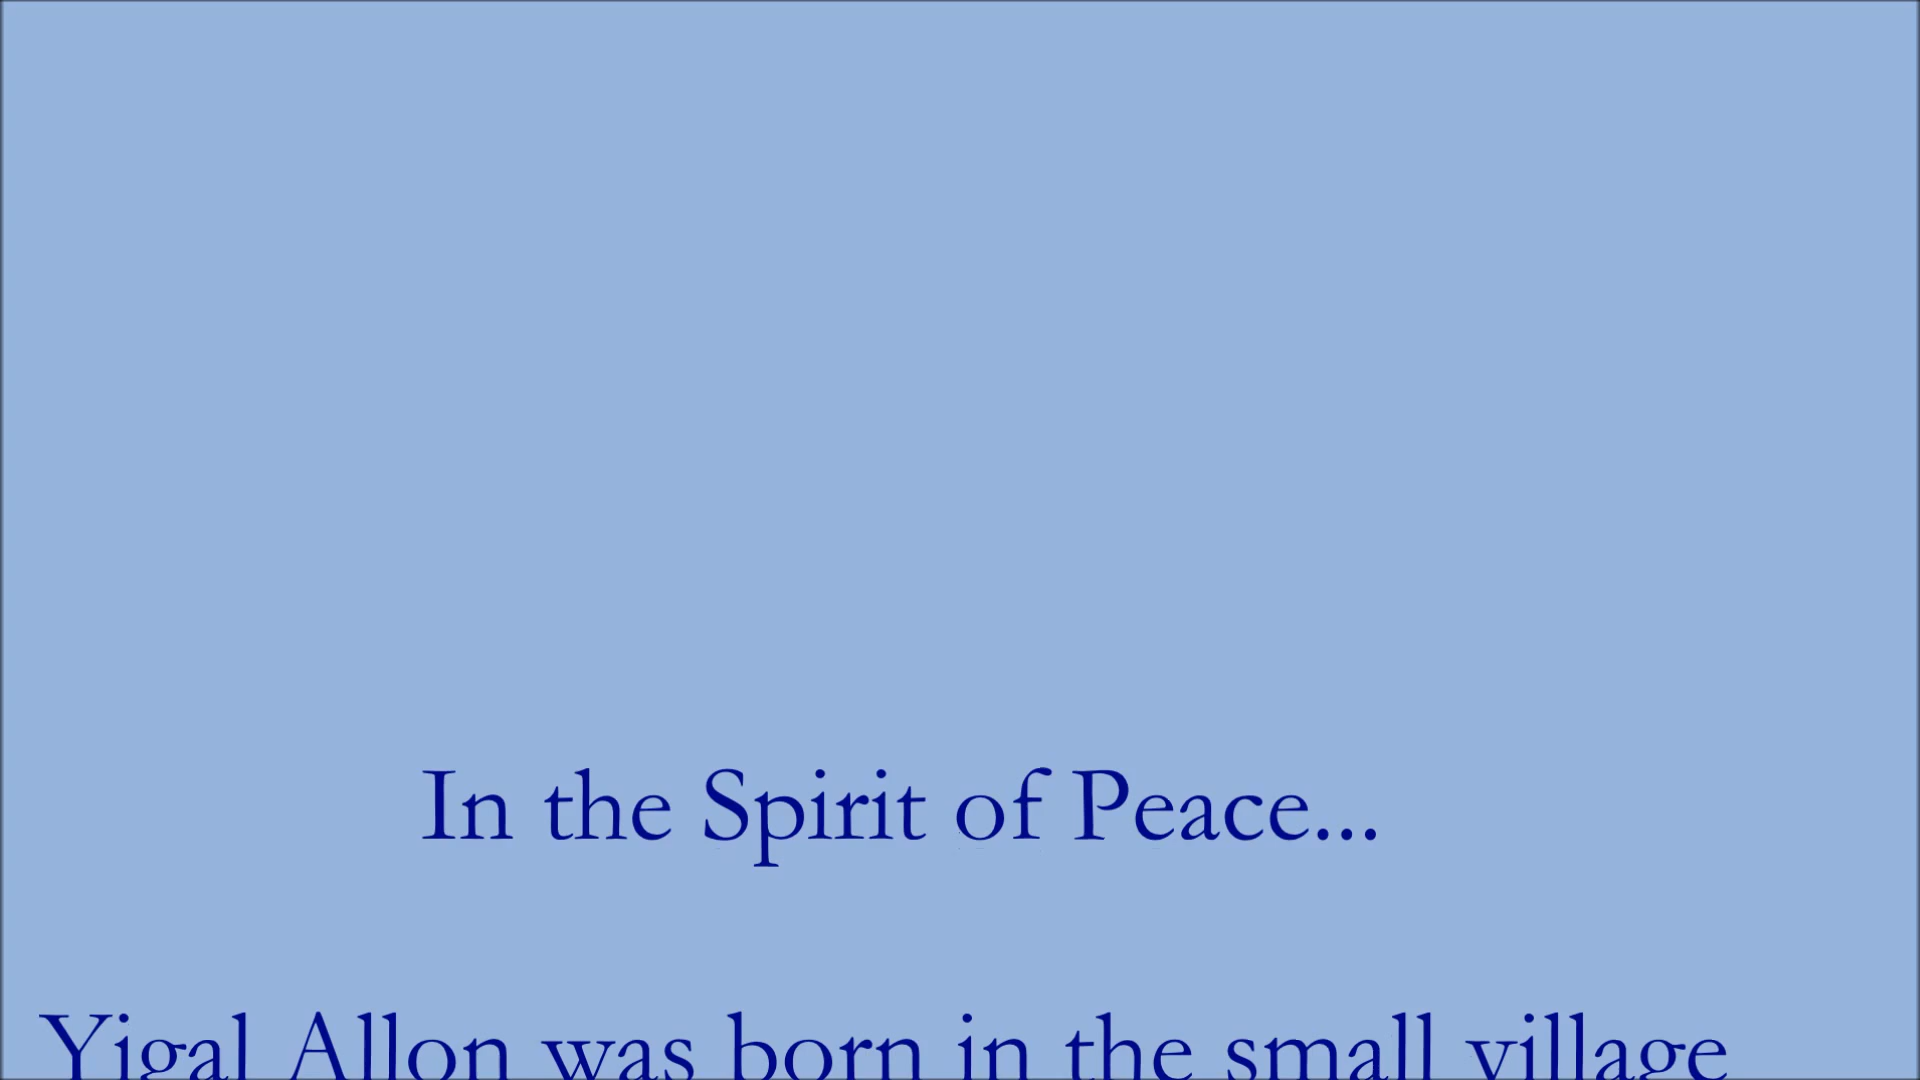 In the Spirit of Peace...
Yigal Allon was born in the small village